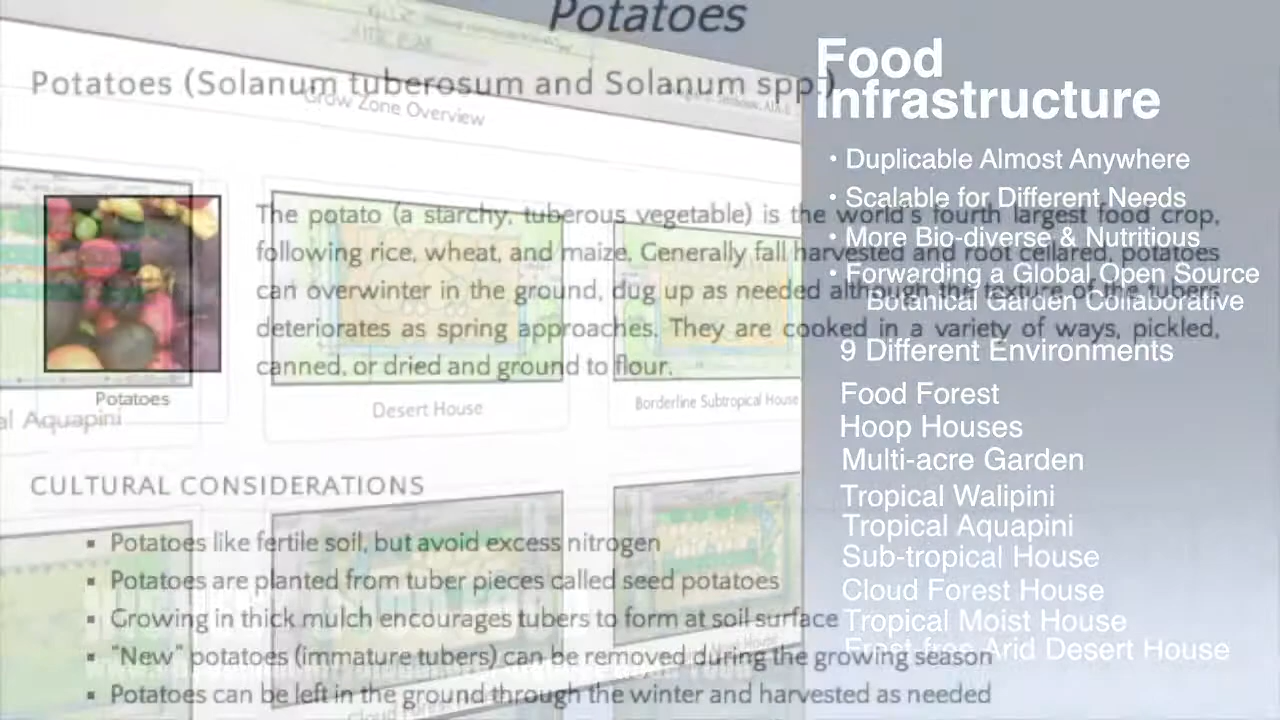 Potatoes
Potatoes (Solanum tuberosum and Solanum spp.)
Grow Zone Overview
The potato (a starchy, tuberous vegetable) is the world's fourth largest food crop,
following rice, wheat, and maize. Generally fall harvested and root cellared, potatoes
can overwinter in the ground, dug up as needed although the texture of the tubers
deteriorates as spring approaches. They are cooked in a variety of ways, pickled,
canned, or dried and ground to flour.
Potatoes
al Aquapini
Desert House
Borderline Subtropical House
CULTURAL CONSIDERATIONS
▪ Potatoes like fertile soil, but avoid excess nitrogen
▪ Potatoes are planted from tuber pieces called seed potatoes
▪ Growing in thick mulch encourages tubers to form at soil surface
▪ "New" potatoes (immature tubers) can be removed during the growing season
▪ Potatoes can be left in the ground through the winter and harvested as needed
Cloud Forest
House
Food
Infrastructure
• Duplicable Almost Anywhere
• Scalable for Different Needs
• More Bio-diverse & Nutritious
• Forwarding a Global Open Source
Botanical Garden Collaborative
9 Different Environments
Food Forest
Hoop Houses
Multi-acre Garden
Tropical Walipini
Tropical Aquapini
Sub-tropical House
Cloud Forest House
Tropical Moist House
Frost-free Arid Desert House